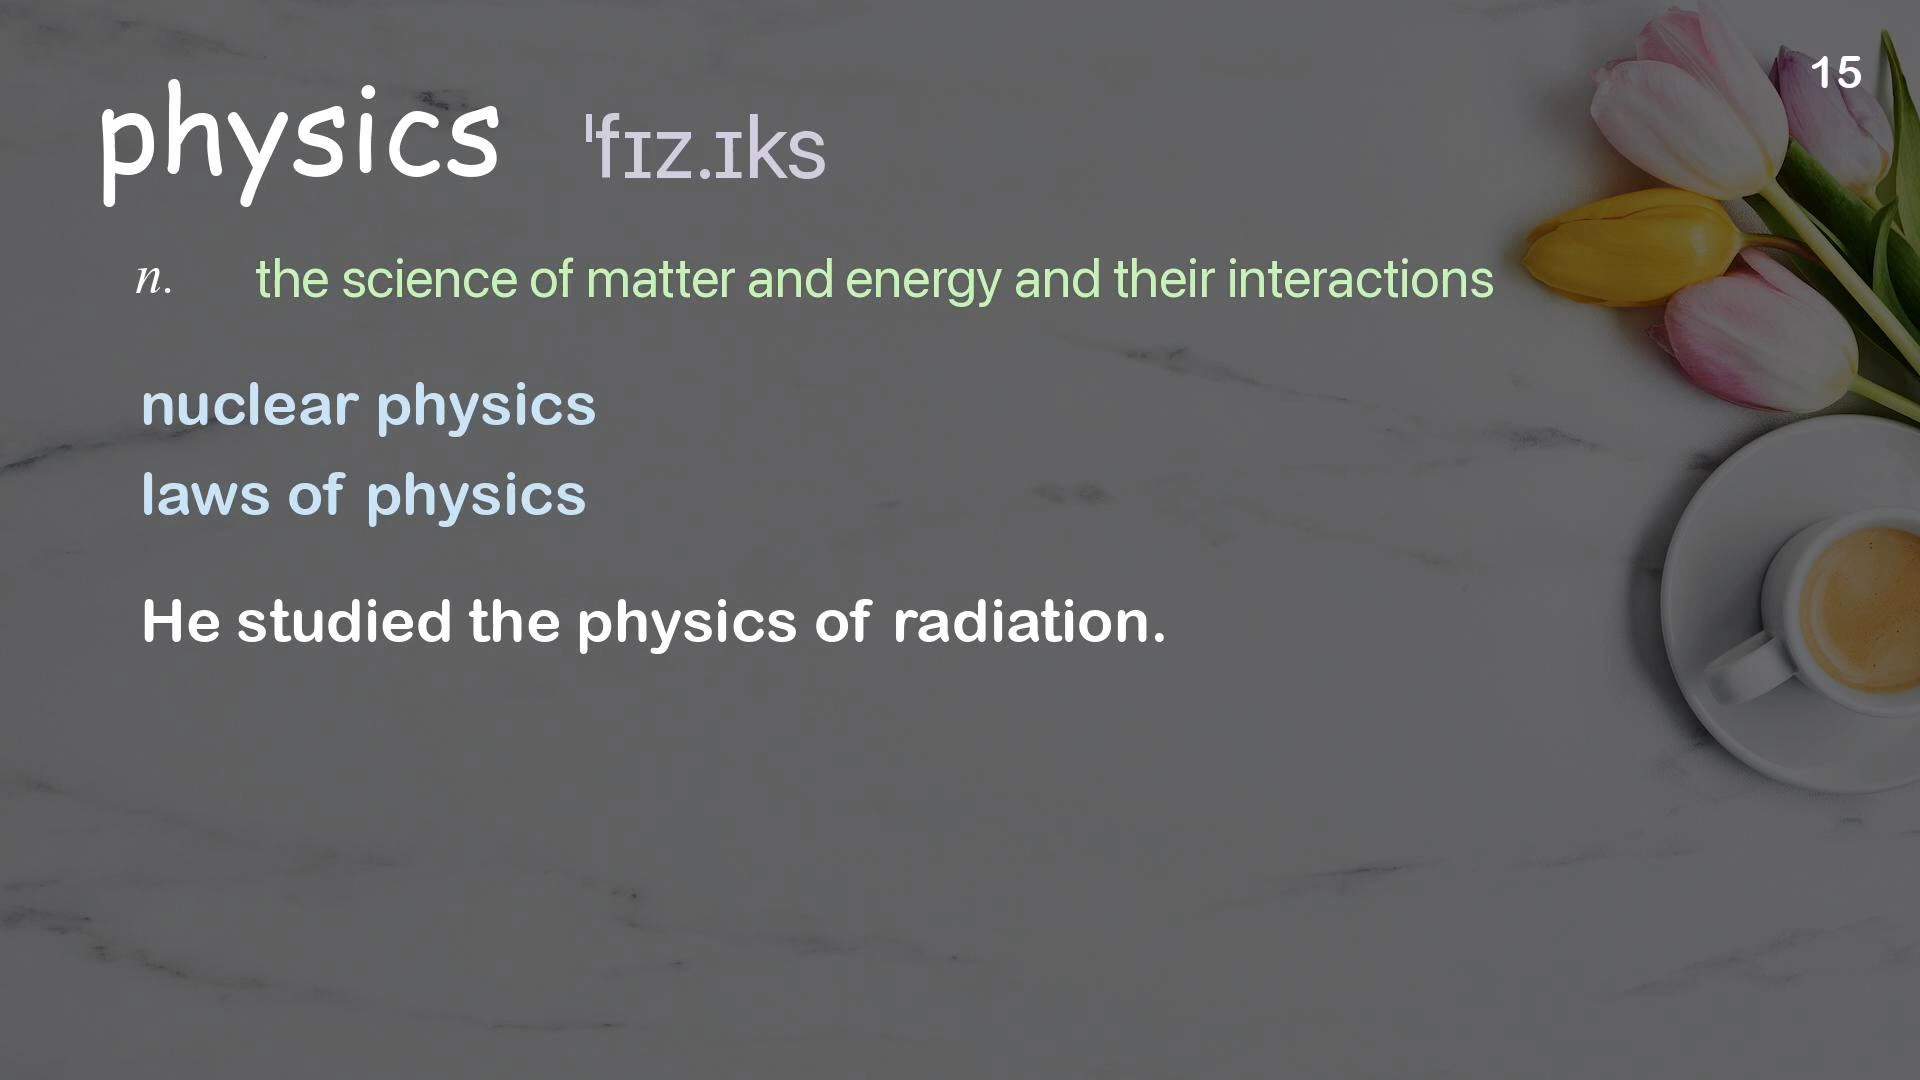 15
physics ˈfɪz.ɪks
n. the science of matter and energy and their interactions
nuclear physics
laws of physics
He studied the physics of radiation.